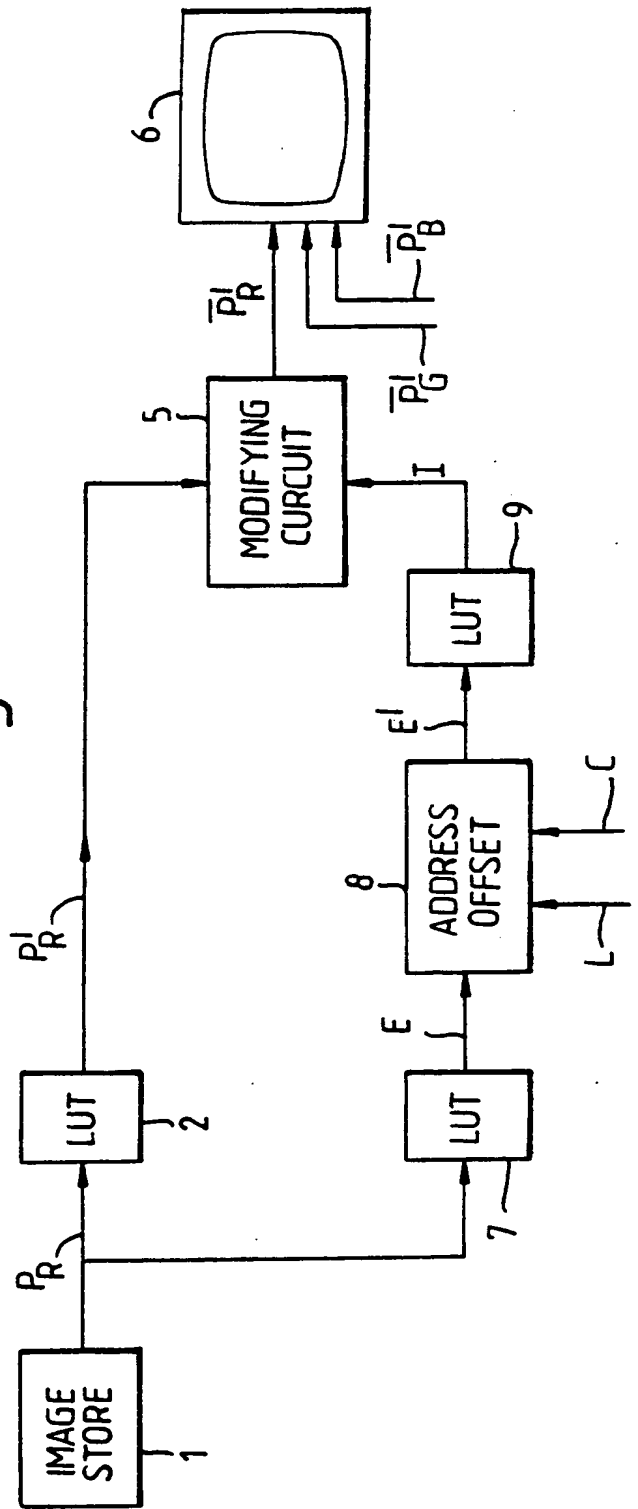 IMAGE
STORE
1
P_R
LUT
2
P'_R
LUT
7
E
ADDRESS
OFFSET
8
L
C
E'
LUT
9
I
MODIFYING
CURCUIT
5
P̅'_R
P̅'_G
P̅'_B
6